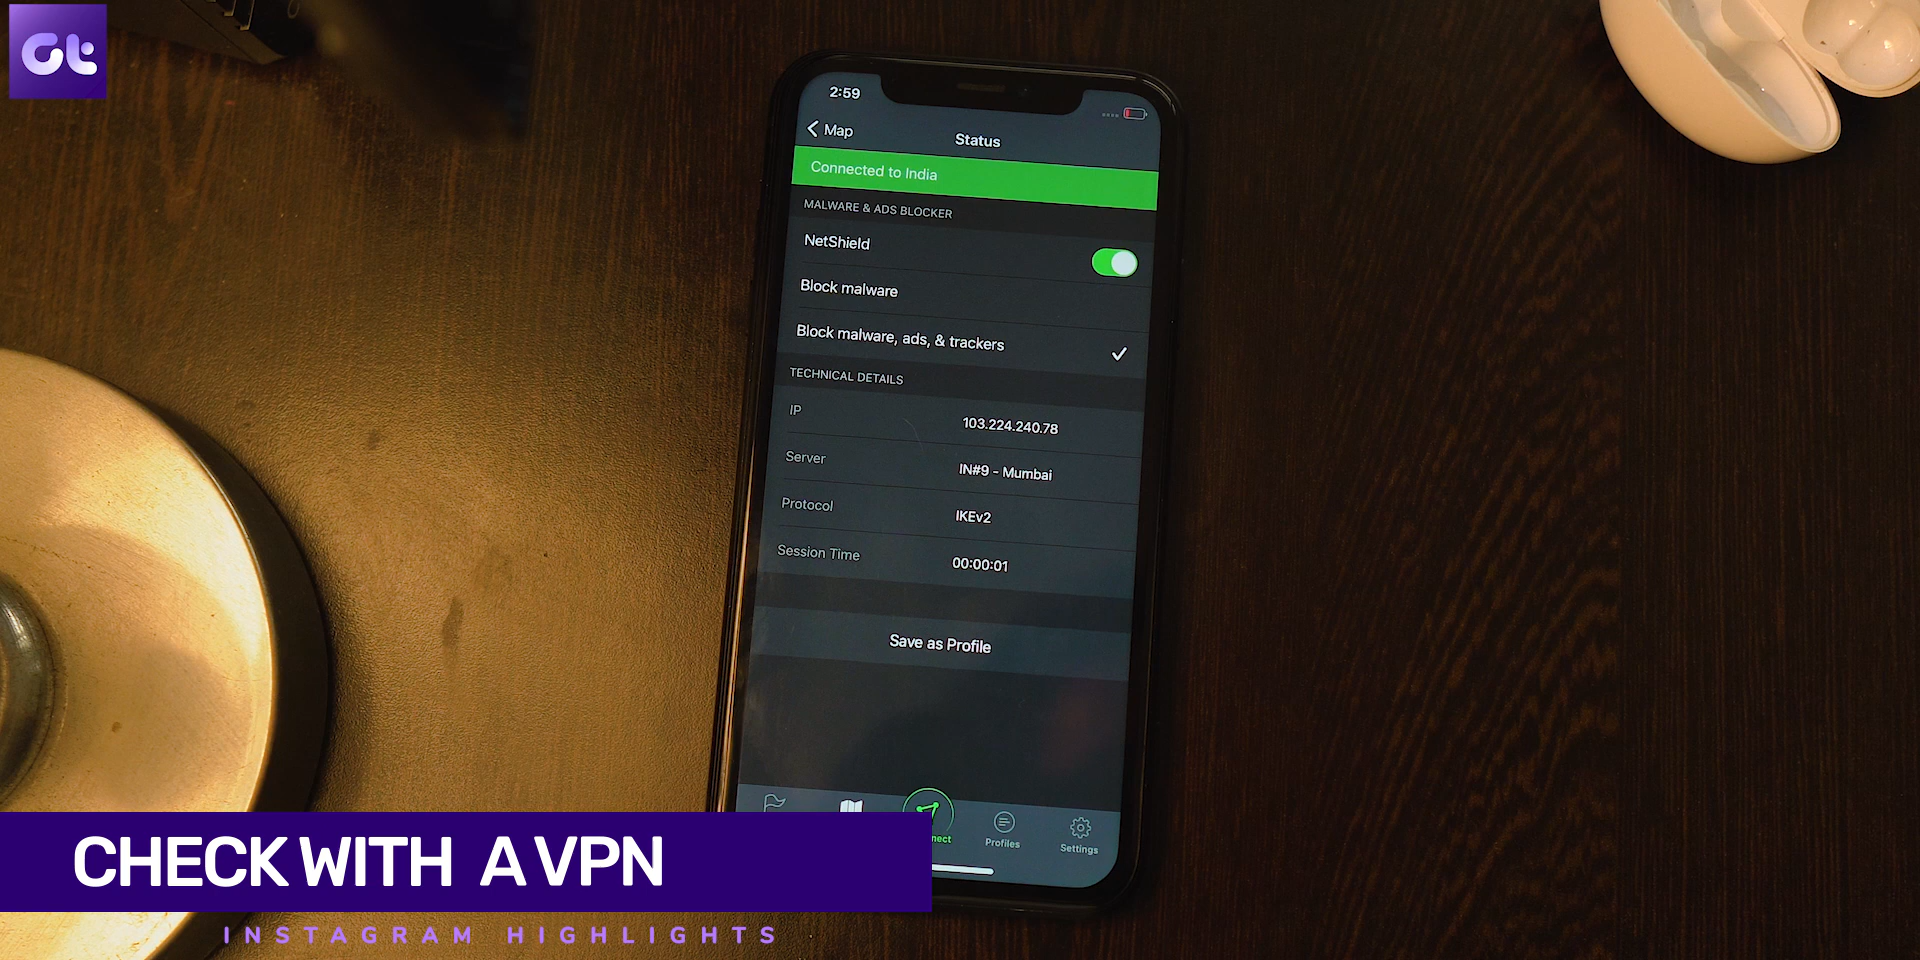 Gt
2:59
Map
Status
Connected to India
MALWARE & ADS BLOCKER
NetShield
Block malware
Block malware, ads, & trackers
TECHNICAL DETAILS
IP 103.224.240.78
Server IN#9 - Mumbai
Protocol IKEv2
Session Time 00:00:01
Save as Profile
nect
Profiles
Settings
CHECK WITH A VPN
INSTAGRAM HIGHLIGHTS